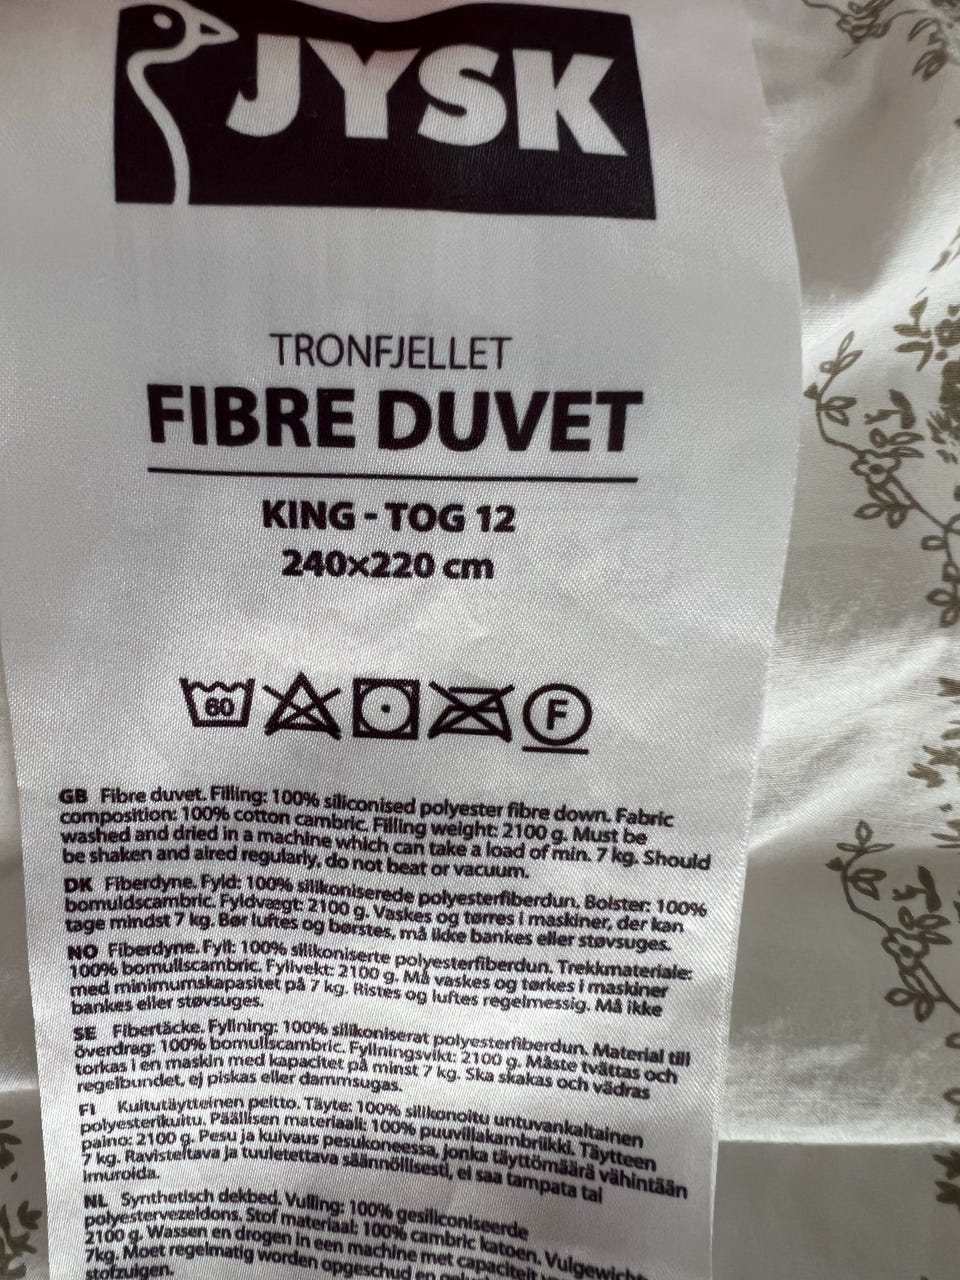 JYSK
TRONFJELLET
FIBRE DUVET
KING - TOG 12
240×220 cm
60 F
GB Fibre duvet. Filling: 100% siliconised polyester fibre down. Fabric
composition: 100% cotton cambric. Filling weight: 2100 g. Must be
washed and dried in a machine which can take a load of min. 7 kg. Should
be shaken and aired regularly, do not beat or vacuum.
DK Fiberdyne. Fyld: 100% silikoniserede polyesterfiberdun. Bolster: 100%
bomuldscambric. Fyldvægt: 2100 g. Vaskes og tørres i maskiner, der kan
tage mindst 7 kg. Bør luftes og børstes, må ikke bankes eller støvsuges.
NO Fiberdyne. Fyll: 100% silikoniserte polyesterfiberdun. Trekkmateriale:
100% bomullscambric. Fyllvekt: 2100 g. Må vaskes og tørkes i maskiner
med minimumskapasitet på 7 kg. Ristes og luftes regelmessig. Må ikke
bankes eller støvsuges.
SE Fibertäcke. Fyllning: 100% silikoniserat polyesterfiberdun. Material till
överdrag: 100% bomullscambric. Fyllningsvikt: 2100 g. Måste tvättas och
torkas i en maskin med kapacitet på minst 7 kg. Ska skakas och vädras
regelbundet, ej piskas eller dammsugas.
FI Kuitutäytteinen peitto. Täyte: 100% silikonoitu untuvankaltainen
polyesterikuitu. Päällisen materiaali: 100% puuvillakambriikki. Täytteen
paino: 2100 g. Pesu ja kuivaus pesukoneessa, jonka täyttömäärä vähintään
7 kg. Ravisteltava ja tuuletettava säännöllisesti, ei saa tampata tai
imuroida.
NL Synthetisch dekbed. Vulling: 100% gesiliconiseerde
polyestervezeldons. Stof materiaal: 100% cambric katoen. Vulgewicht:
2100 g. Wassen en drogen in een machine met capaciteit
7kg. Moet regelmatig worden opgeschud en
stofzuigen.